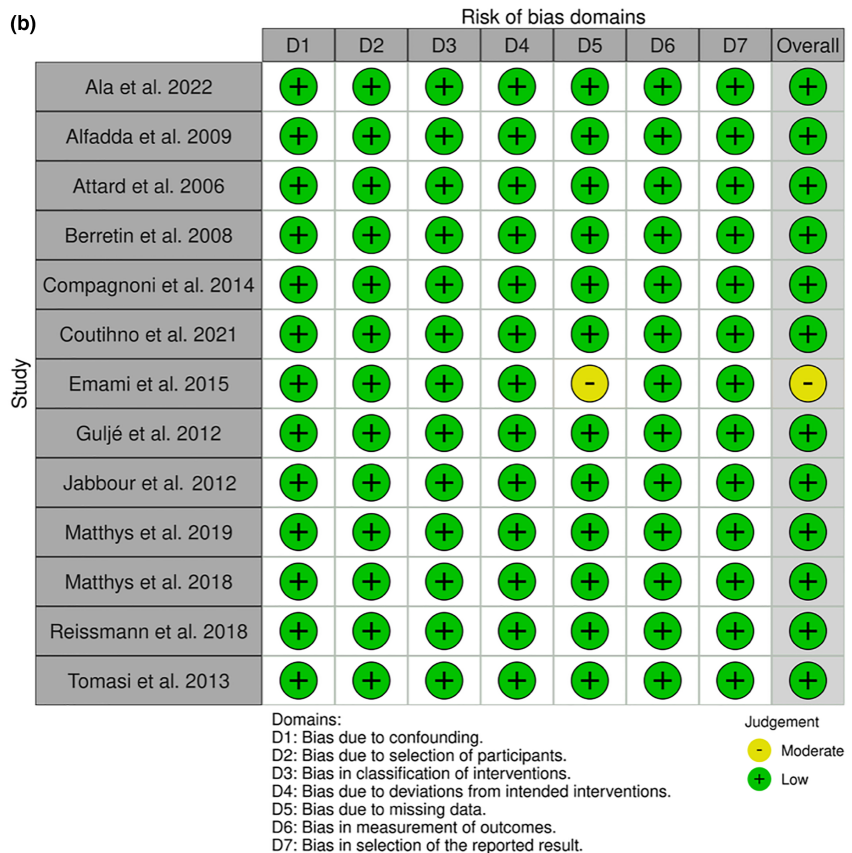 (b)
Risk of bias domains
D1 D2 D3 D4 D5 D6 D7 Overall
Study
Ala et al. 2022 + + + + + + + +
Alfadda et al. 2009 + + + + + + + +
Attard et al. 2006 + + + + + + + +
Berretin et al. 2008 + + + + + + + +
Compagnoni et al. 2014 + + + + + + + +
Coutihno et al. 2021 + + + + + + + +
Emami et al. 2015 + + + + - + + -
Guljé et al. 2012 + + + + + + + +
Jabbour et al. 2012 + + + + + + + +
Matthys et al. 2019 + + + + + + + +
Matthys et al. 2018 + + + + + + + +
Reissmann et al. 2018 + + + + + + + +
Tomasi et al. 2013 + + + + + + + +
Domains:
D1: Bias due to confounding.
D2: Bias due to selection of participants.
D3: Bias in classification of interventions.
D4: Bias due to deviations from intended interventions.
D5: Bias due to missing data.
D6: Bias in measurement of outcomes.
D7: Bias in selection of the reported result.
Judgement
- Moderate
+ Low